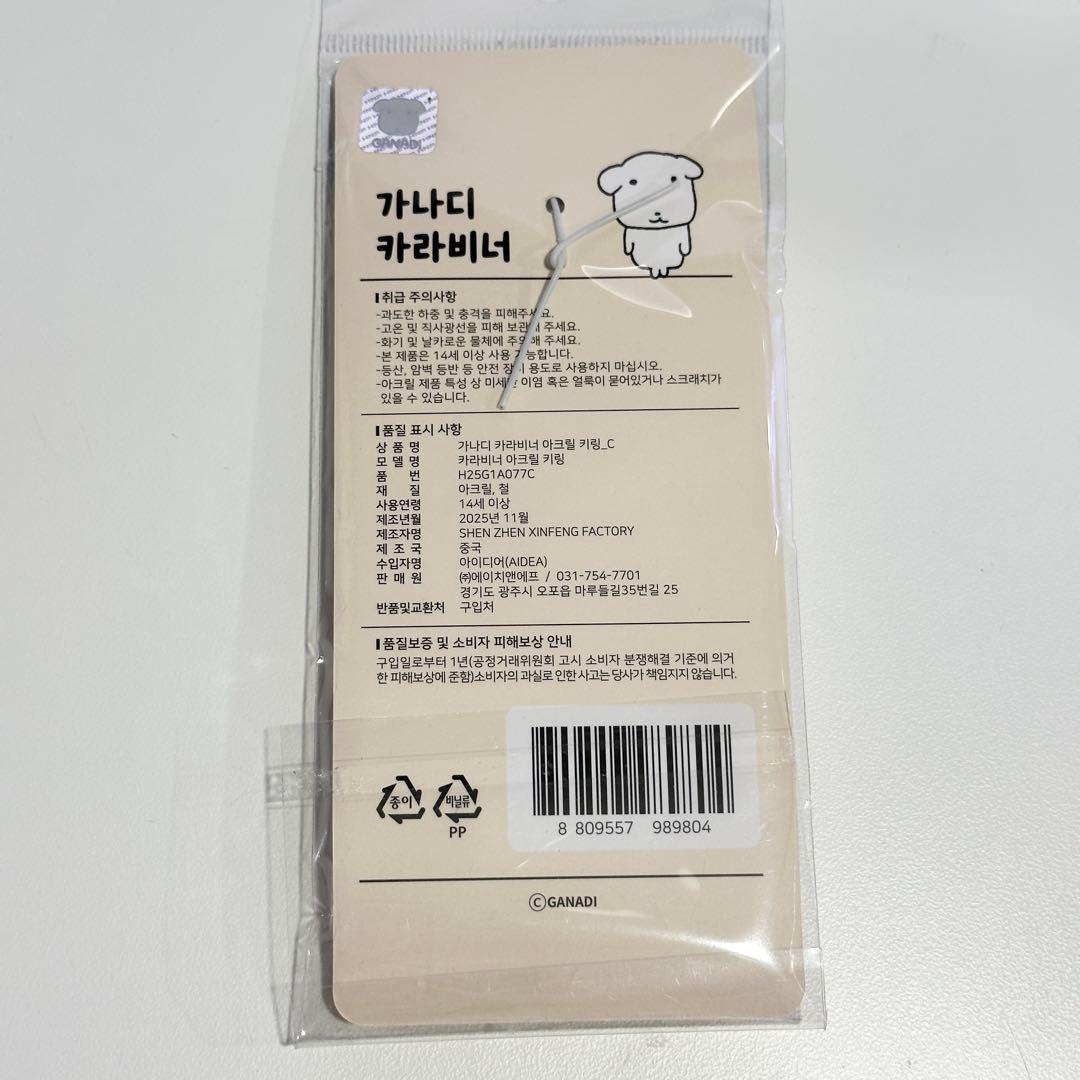 GANADI
가나디
카라비너
취급 주의사항
-과도한 하중 및 충격을 피해주세요.
-고온 및 직사광선을 피해 보관해 주세요.
-화기 및 날카로운 물체에 주의해 주세요.
-본 제품은 14세 이상 사용 가능합니다.
-등산, 암벽 등반 등 안전 장비 용도로 사용하지 마십시오.
-아크릴 제품 특성 상 미세한 이염 혹은 얼룩이 묻어있거나 스크래치가
있을 수 있습니다.
품질 표시 사항
상 품 명 가나디 카라비너 아크릴 키링_C
모 델 명 카라비너 아크릴 키링
품 번 H25G1A077C
재 질 아크릴, 철
사용연령 14세 이상
제조년월 2025년 11월
제조자명 SHEN ZHEN XINFENG FACTORY
제 조 국 중국
수입자명 아이디어(AIDEA)
판 매 원 ㈜에이치앤에프 / 031-754-7701
경기도 광주시 오포읍 마루들길35번길 25
반품및교환처 구입처
품질보증 및 소비자 피해보상 안내
구입일로부터 1년(공정거래위원회 고시 소비자 분쟁해결 기준에 의거
한 피해보상에 준함)소비자의 과실로 인한 사고는 당사가 책임지지 않습니다.
종이 비닐류
PP
8 809557 989804
ⓒGANADI